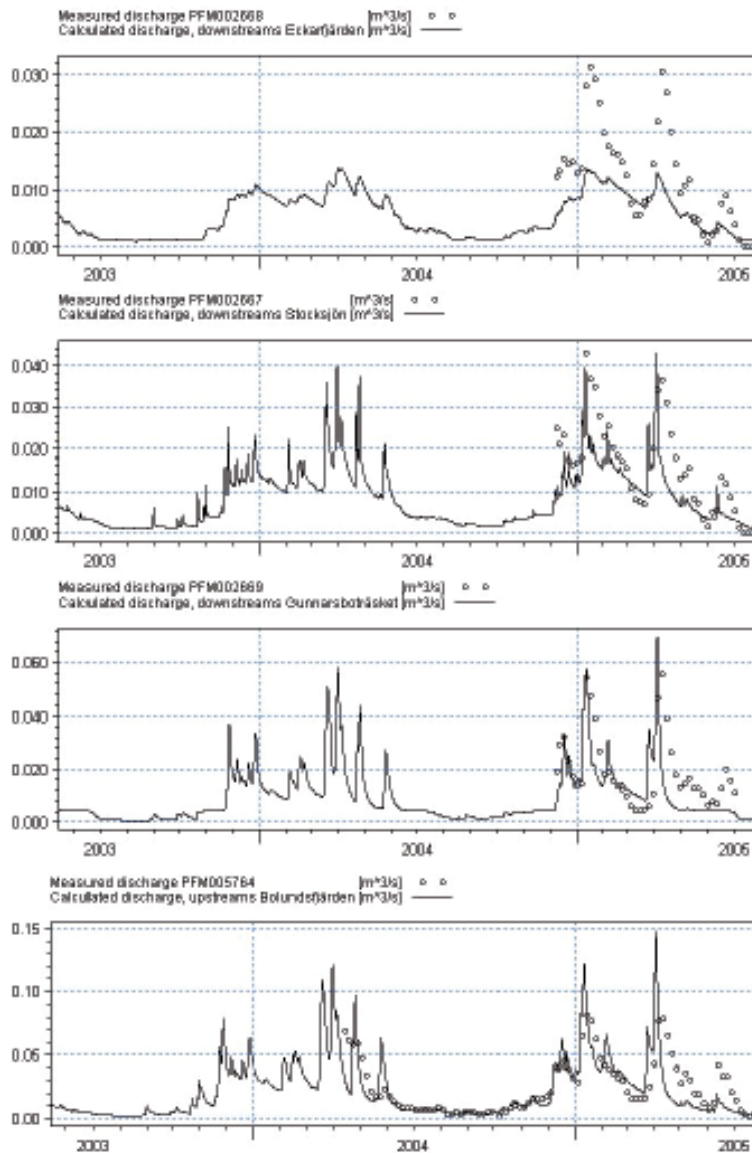 Measured discharge PFM002668 [m^3/s]
Calculated discharge, downstreams Eckarfjärden [m^3/s]
0.030
0.020
0.010
0.000
2003 2004 2005
Measured discharge PFM002667 [m^3/s]
Calculated discharge, downstreams Stocksjön [m^3/s]
0.040
0.030
0.020
0.010
0.000
2003 2004 2005
Measured discharge PFM002669 [m^3/s]
Calculated discharge, downstreams Gunnarsboträsket [m^3/s]
0.060
0.040
0.020
0.000
2003 2004 2005
Measured discharge PFM005764 [m^3/s]
Calculated discharge, upstreams Bolundsfjärden [m^3/s]
0.15
0.10
0.05
0.00
2003 2004 2005